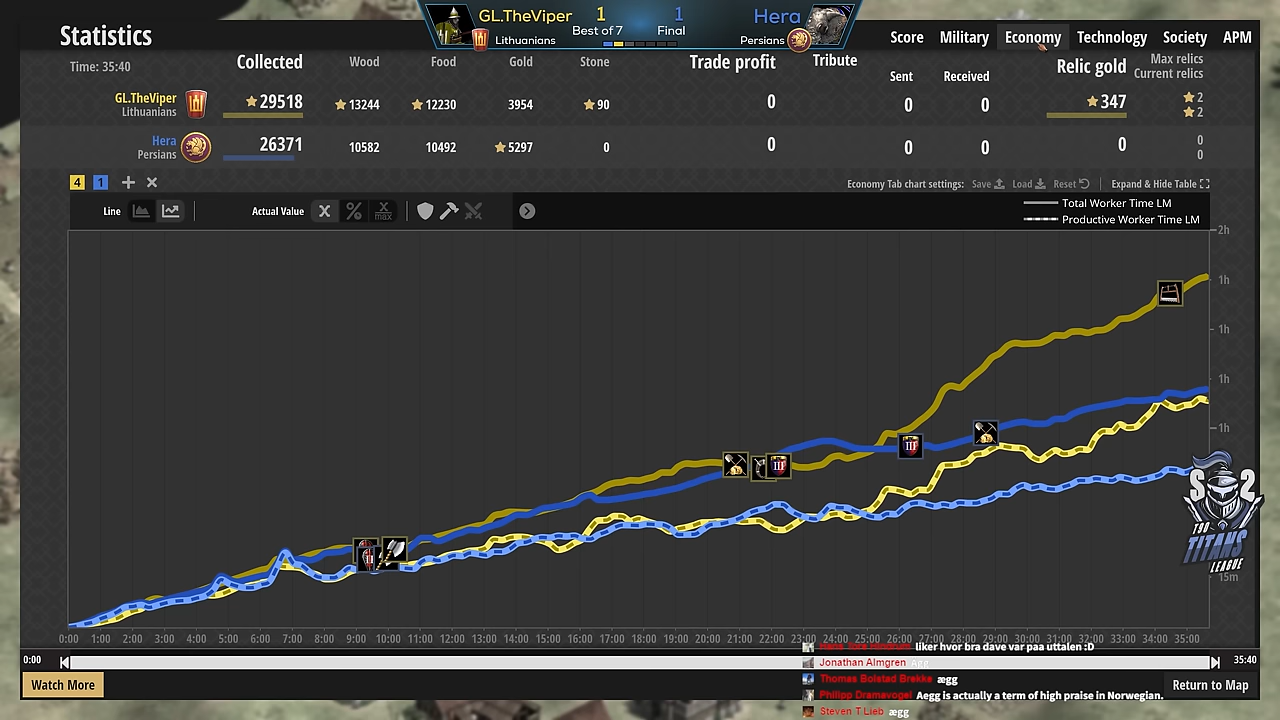 GL.TheViper 1 1 Hera
Best of 7 Final
Lithuanians Persians
Statistics
Score Military Economy Technology Society APM
Time: 35:40
Collected Wood Food Gold Stone Trade profit Tribute Sent Received Relic gold Max relics
Current relics
GL.TheViper 29518 13244 12230 3954 90 0 0 0 347 2
Lithuanians 2
Hera 26371 10582 10492 5297 0 0 0 0 0 0
Persians 0
4 1
Economy Tab chart settings: Save Load Reset Expand & Hide Table
Line Actual Value X % X max
Total Worker Time LM
Productive Worker Time LM
2h
1h
1h
1h
1h
15m
S 2
TOD
TITANS
LEAGUE
III III
II
0:00 1:00 2:00 3:00 4:00 5:00 6:00 7:00 8:00 9:00 10:00 11:00 12:00 13:00 14:00 15:00 16:00 17:00 18:00 19:00 20:00 21:00 22:00 23:00 24:00 25:00 26:00 27:00 28:00 29:00 30:00 31:00 32:00 33:00 34:00 35:00
liker hvor bra dave var paa uttalen :D
0:00 35:40
Jonathan Almgren Agg
Thomas Bolstad Brekke ægg
Philipp Dramavogel Aegg is actually a term of high praise in Norwegian.
Steven T Lieb ægg
Watch More
Return to Map